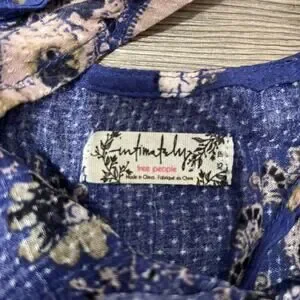 intimately
free people
Made in China. Fabriqué en Chine